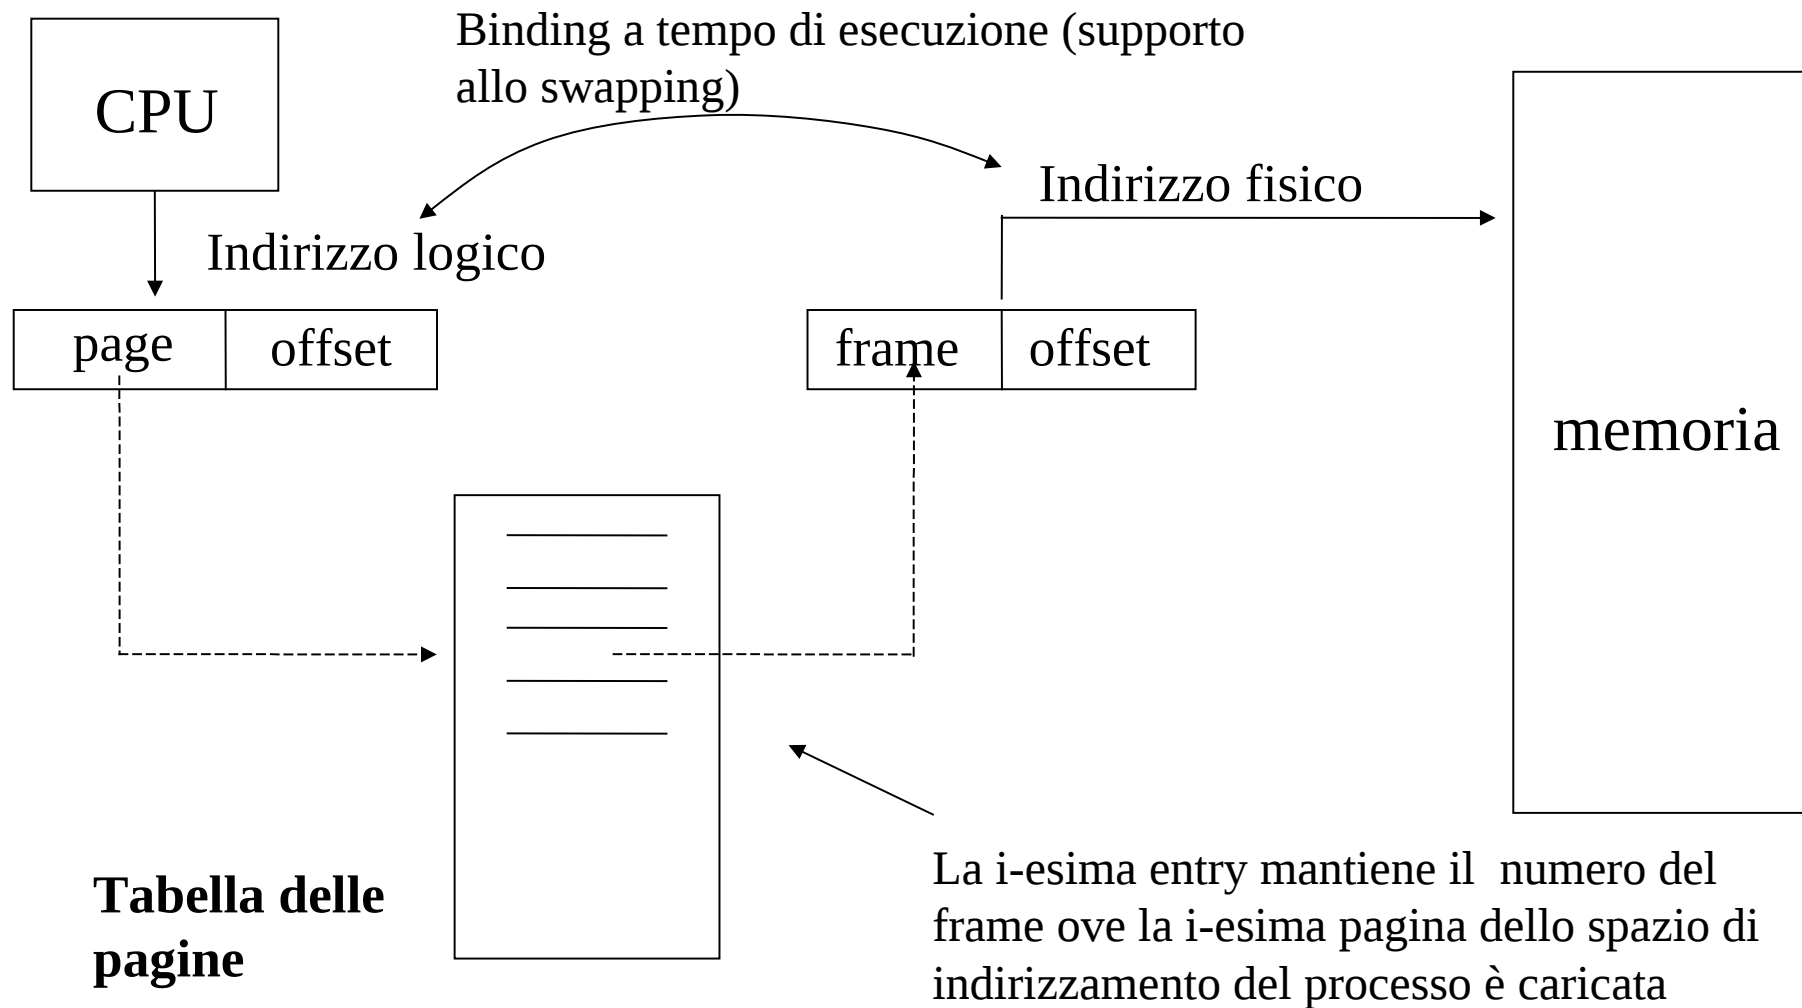 Binding a tempo di esecuzione (supporto
allo swapping)
CPU
Indirizzo fisico
Indirizzo logico
page
offset
frame
offset
memoria
Tabella delle
pagine
La i-esima entry mantiene il  numero del
frame ove la i-esima pagina dello spazio di
indirizzamento del processo è caricata